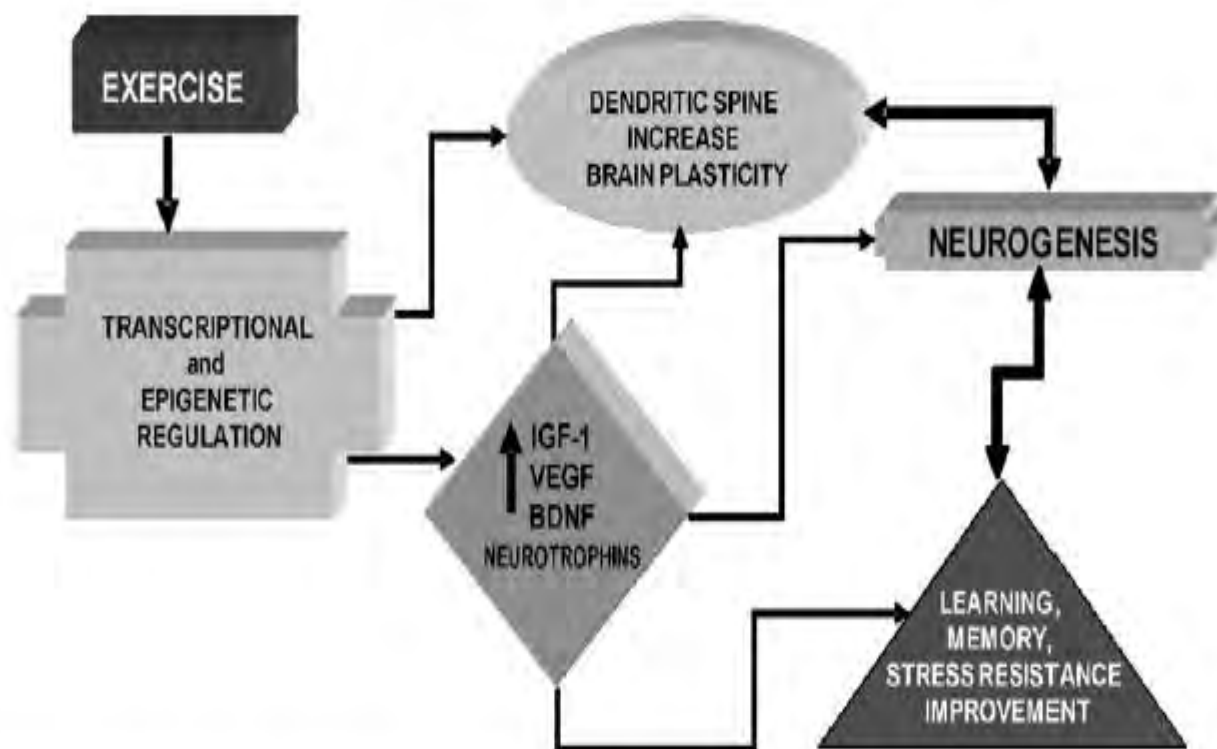 EXERCISE
DENDRITIC SPINE
INCREASE
BRAIN PLASTICITY
NEUROGENESIS
TRANSCRIPTIONAL
and
EPIGENETIC
REGULATION
IGF-1
VEGF
BDNF
NEUROTROPHINS
LEARNING,
MEMORY,
STRESS RESISTANCE
IMPROVEMENT